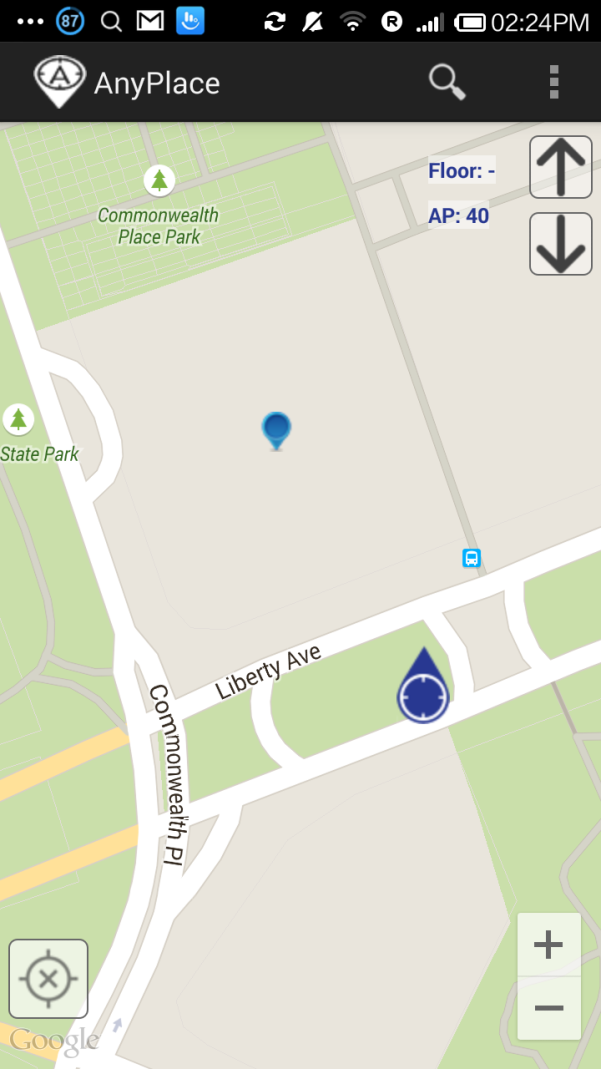 87
R
02:24PM
A
AnyPlace
Floor: -
AP: 40
Commonwealth
Place Park
State Park
Liberty Ave
Commonwealth Pl
+
−
Google